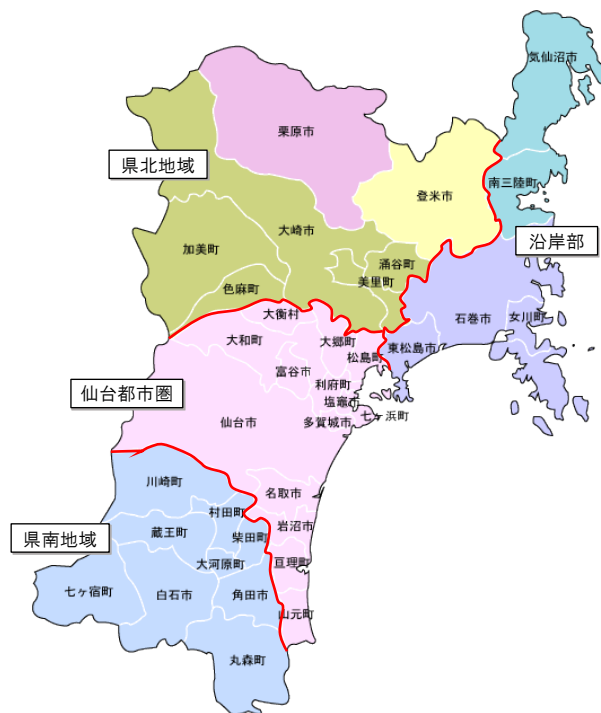 気仙沼市
栗原市
県北地域
南三陸町
登米市
大崎市
沿岸部
加美町
涌谷町
美里町
色麻町
大衡村
石巻市
女川町
大和町
大郷町
東松島市
松島町
富谷市
利府町
仙台都市圏
塩竈市
七ヶ浜町
仙台市
多賀城市
川崎町
名取市
村田町
岩沼市
蔵王町
柴田町
県南地域
大河原町
亘理町
七ヶ宿町
白石市
角田市
山元町
丸森町